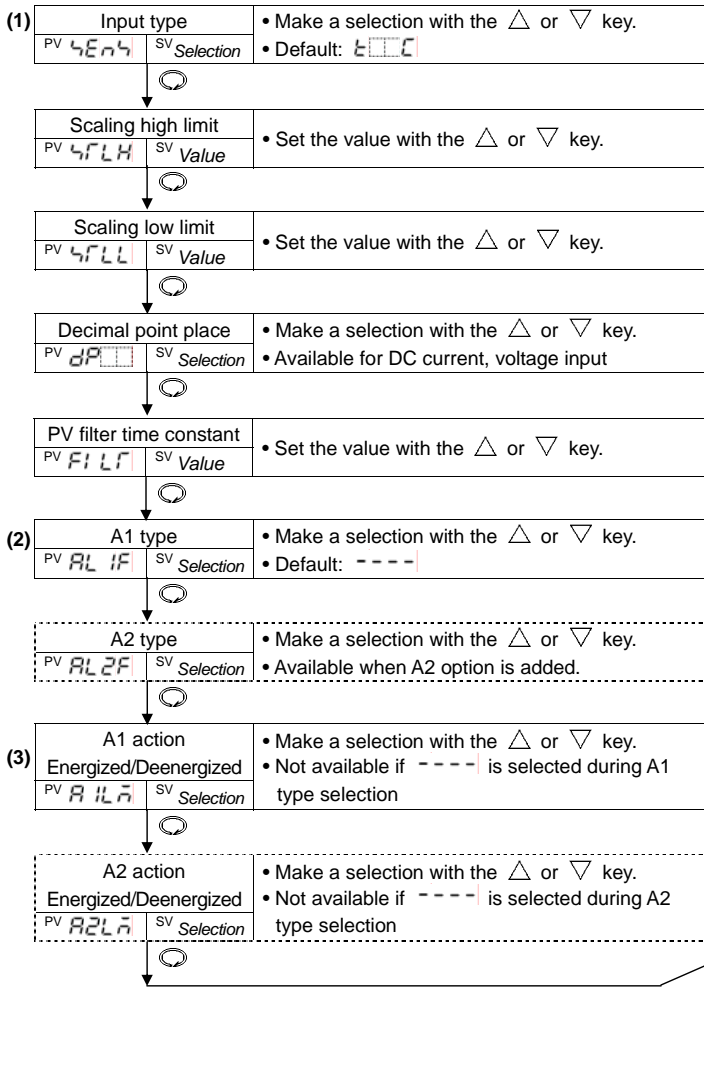 (1) Input type • Make a selection with the △ or ▽ key.
PV SEnS SV Selection • Default: E C
Scaling high limit
PV SrLH SV Value • Set the value with the △ or ▽ key.
Scaling low limit
PV SrLL SV Value • Set the value with the △ or ▽ key.
Decimal point place • Make a selection with the △ or ▽ key.
PV dP SV Selection • Available for DC current, voltage input
PV filter time constant
PV FILr SV Value • Set the value with the △ or ▽ key.
(2) A1 type • Make a selection with the △ or ▽ key.
PV AL1F SV Selection • Default: ----
A2 type • Make a selection with the △ or ▽ key.
PV AL2F SV Selection • Available when A2 option is added.
(3) A1 action • Make a selection with the △ or ▽ key.
Energized/Deenergized • Not available if ---- is selected during A1
PV A1Lm SV Selection type selection
A2 action • Make a selection with the △ or ▽ key.
Energized/Deenergized • Not available if ---- is selected during A2
PV A2Lm SV Selection type selection